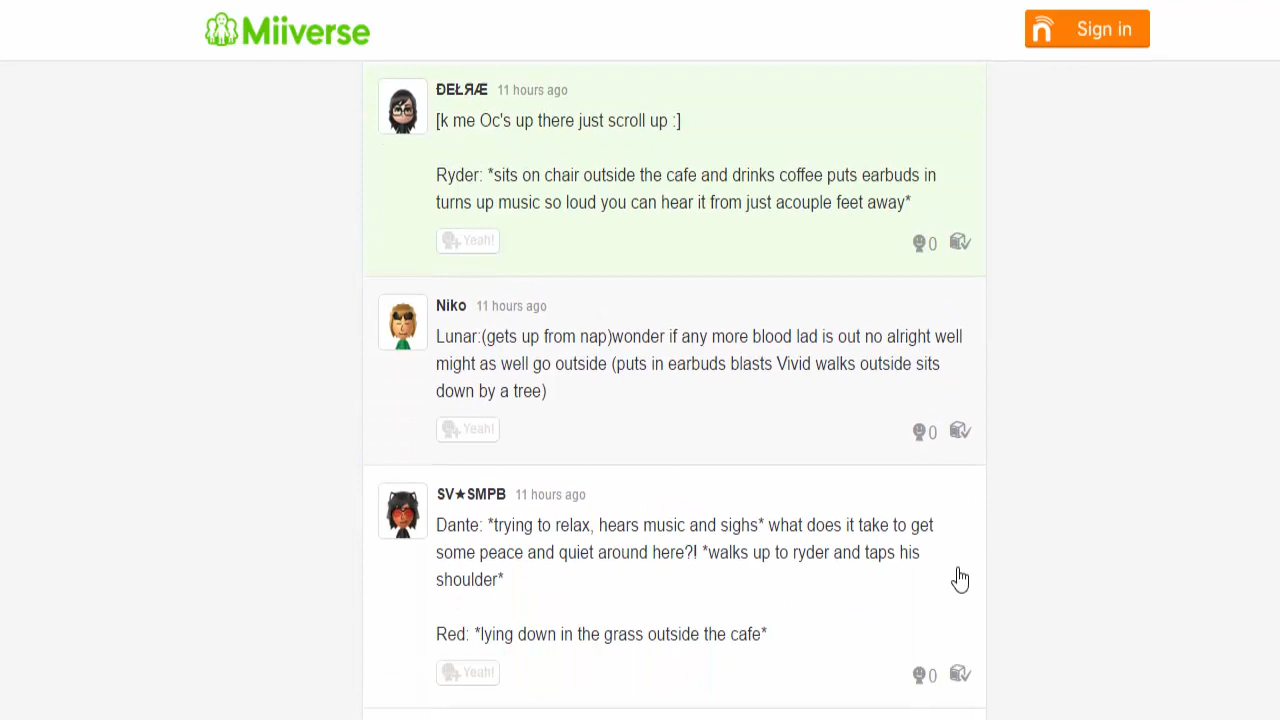 Miiverse
Sign in
ĐEŁЯÆ 11 hours ago
[k me Oc's up there just scroll up :]
Ryder: *sits on chair outside the cafe and drinks coffee puts earbuds in
turns up music so loud you can hear it from just acouple feet away*
Yeah!
0
Niko 11 hours ago
Lunar:(gets up from nap)wonder if any more blood lad is out no alright well
might as well go outside (puts in earbuds blasts Vivid walks outside sits
down by a tree)
Yeah!
0
SV★SMPB 11 hours ago
Dante: *trying to relax, hears music and sighs* what does it take to get
some peace and quiet around here?! *walks up to ryder and taps his
shoulder*
Red: *lying down in the grass outside the cafe*
Yeah!
0